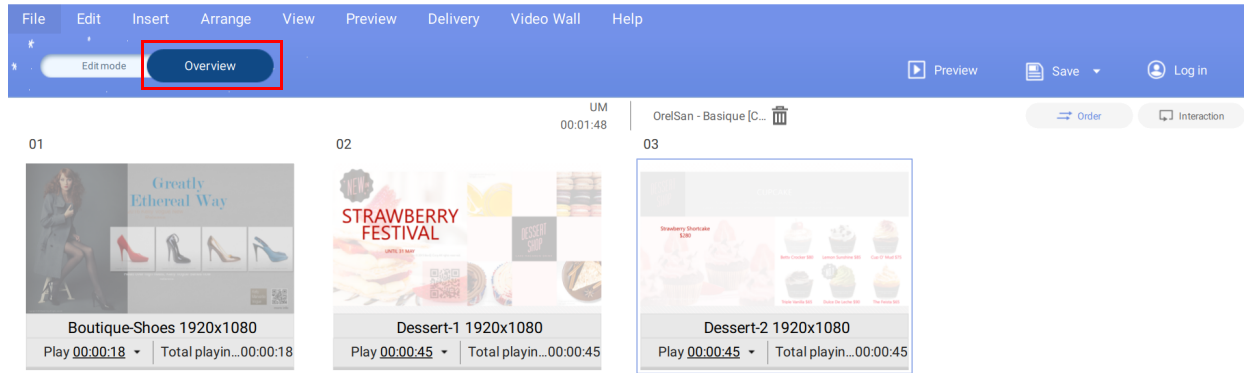 File Edit Insert Arrange View Preview Delivery Video Wall Help
Edit mode Overview Preview Save Log in
UM
00:01:48
OrelSan - Basique [C... Order Interaction
01 02 03
Greatly
Ethereal Way
NEW
STRAWBERRY
FESTIVAL
UNTIL 31 MAY
DESSERT
SHOP
Strawberry Shortcake
$280
Boutique-Shoes 1920x1080 Dessert-1 1920x1080 Dessert-2 1920x1080
Play 00:00:18 Total playin...00:00:18 Play 00:00:45 Total playin...00:00:45 Play 00:00:45 Total playin...00:00:45